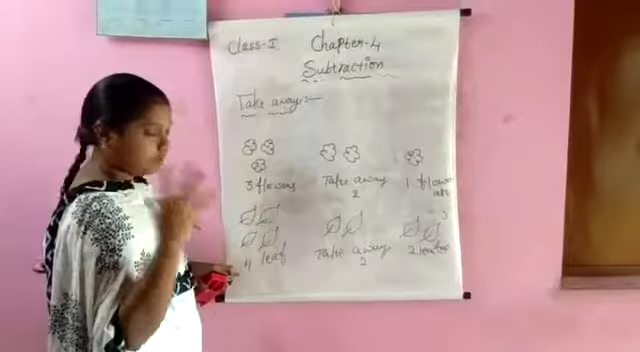 Class-I Chapter-4
Subtraction
Take away:-
3 flowers Take away 2 1 flower
4 leaf Take away 2 2